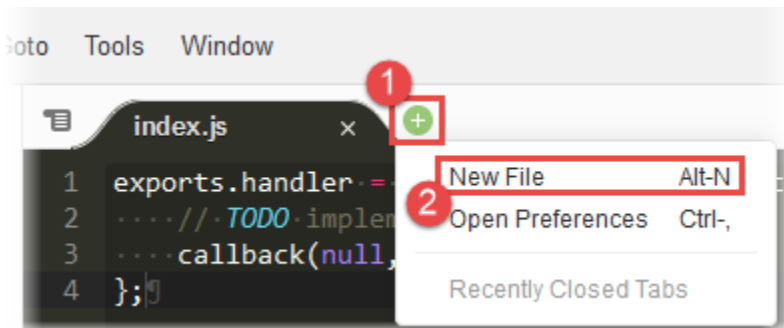 Goto Tools Window
1
index.js ×
1 exports.handler =
2 // TODO implem
3 callback(null,
4 };
New File Alt-N
2
Open Preferences Ctrl-,
Recently Closed Tabs